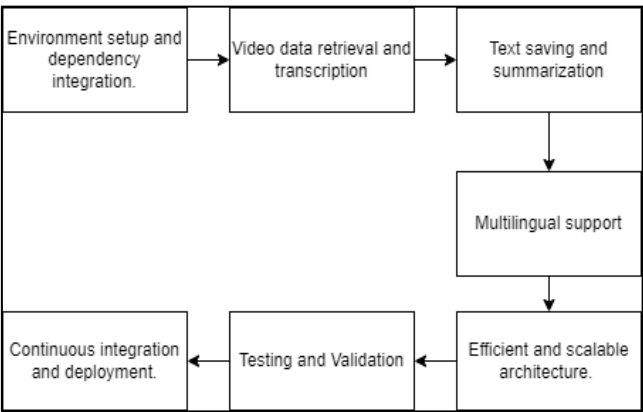 Environment setup and
dependency
integration.
Video data retrieval and
transcription
Text saving and
summarization
Multilingual support
Efficient and scalable
architecture.
Testing and Validation
Continuous integration
and deployment.